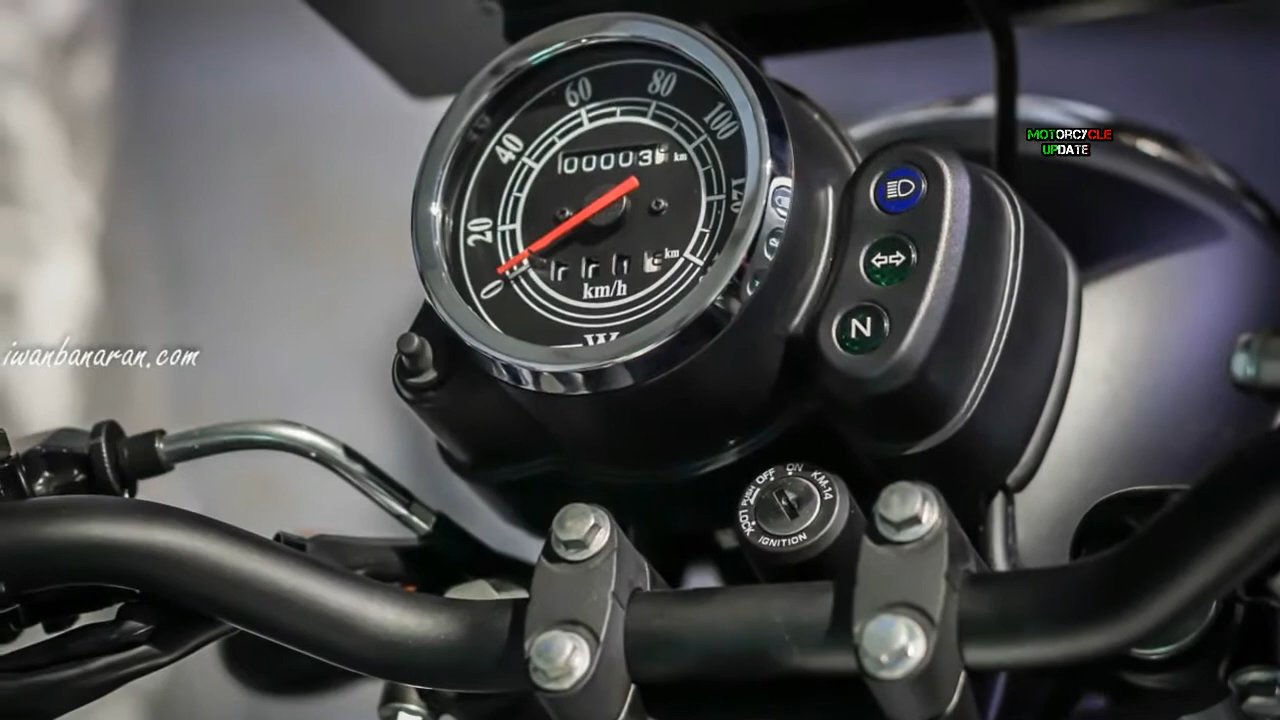 60
80
40
100
20
120
0
00003 km
km
km/h
W
MOTORCYCLE
UPDATE
N
iwanbanaran.com
LOCK PUSH OFF ON KM-14
IGNITION